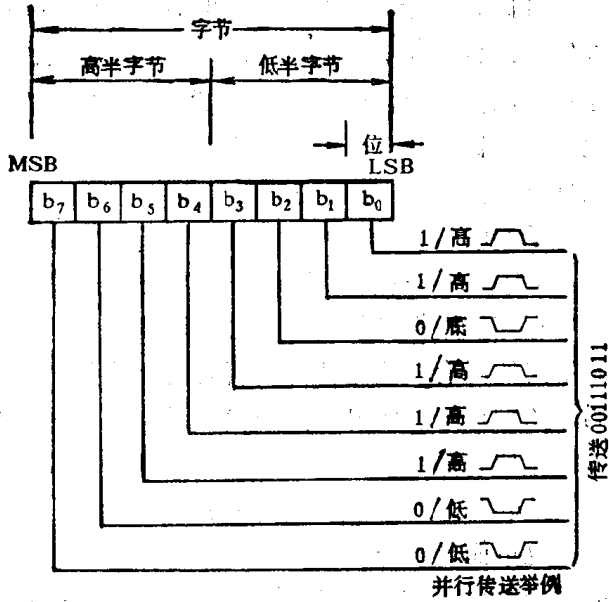 字节
高半字节 低半字节
位
MSB LSB
b7 b6 b5 b4 b3 b2 b1 b0
1/高
1/高
0/底
1/高
1/高
1/高
0/低
0/低
传送00111011
并行传送举例